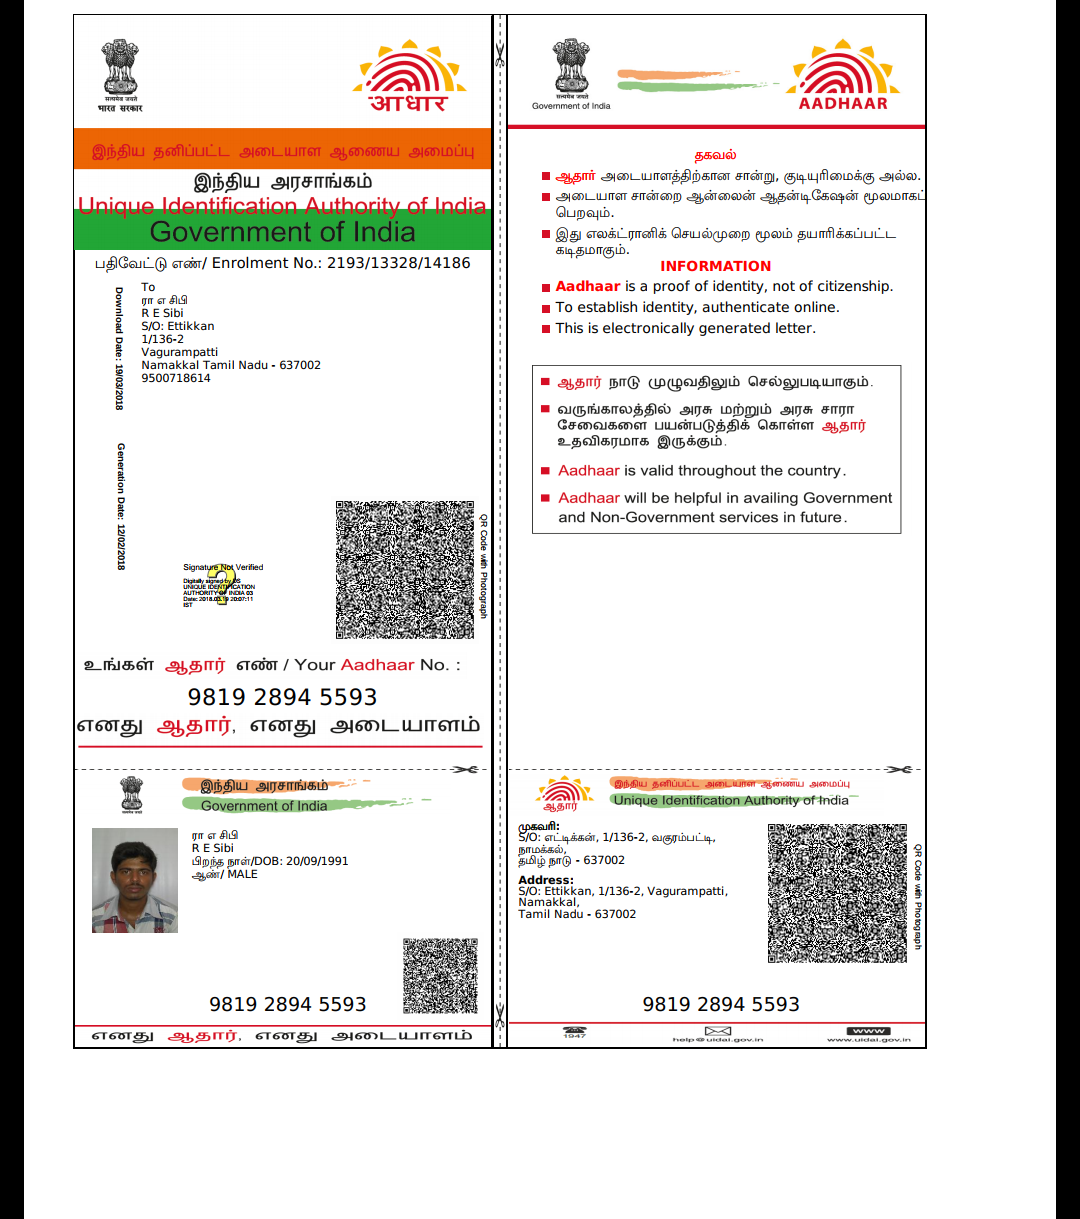 सत्यमेव जयते
भारत सरकार
आधार
இந்திய தனிப்பட்ட அடையாள ஆணைய அமைப்பு
இந்திய அரசாங்கம்
Unique Identification Authority of India
Government of India
பதிவேட்டு எண்/ Enrolment No.: 2193/13328/14186
Download Date: 19/03/2018
To
ரா எ சிபி
R E Sibi
S/O: Ettikkan
1/136-2
Vagurampatti
Namakkal Tamil Nadu - 637002
9500718614
Generation Date: 12/02/2018
Signature Not Verified
Digitally signed by DS
UNIQUE IDENTIFICATION
AUTHORITY OF INDIA 03
Date: 2018.03.19 20:07:11
IST
QR Code with Photograph
உங்கள் ஆதார் எண் / Your Aadhaar No. :
9819 2894 5593
எனது ஆதார், எனது அடையாளம்
सत्यमेव जयते
Government of India
AADHAAR
தகவல்
ஆதார் அடையாளத்திற்கான சான்று, குடியுரிமைக்கு அல்ல.
அடையாள சான்றை ஆன்லைன் ஆதன்டிகேஷன் மூலமாகப்
பெறவும்.
இது எலக்ட்ரானிக் செயல்முறை மூலம் தயாரிக்கப்பட்ட
கடிதமாகும்.
INFORMATION
Aadhaar is a proof of identity, not of citizenship.
To establish identity, authenticate online.
This is electronically generated letter.
ஆதார் நாடு முழுவதிலும் செல்லுபடியாகும்.
வருங்காலத்தில் அரசு மற்றும் அரசு சாரா
சேவைகளை பயன்படுத்திக் கொள்ள ஆதார்
உதவிகரமாக இருக்கும்.
Aadhaar is valid throughout the country.
Aadhaar will be helpful in availing Government
and Non-Government services in future.
இந்திய அரசாங்கம்
Government of India
ரா எ சிபி
R E Sibi
பிறந்த நாள்/DOB: 20/09/1991
ஆண்/ MALE
9819 2894 5593
எனது ஆதார், எனது அடையாளம்
ஆதார்
இந்திய தனிப்பட்ட அடையாள ஆணைய அமைப்பு
Unique Identification Authority of India
முகவரி:
S/O: எட்டிக்கன், 1/136-2, வகுரம்பட்டி,
நாமக்கல்,
தமிழ் நாடு - 637002
Address:
S/O: Ettikkan, 1/136-2, Vagurampatti,
Namakkal,
Tamil Nadu - 637002
QR Code with Photograph
9819 2894 5593
1947
help@uidai.gov.in
www
www.uidai.gov.in